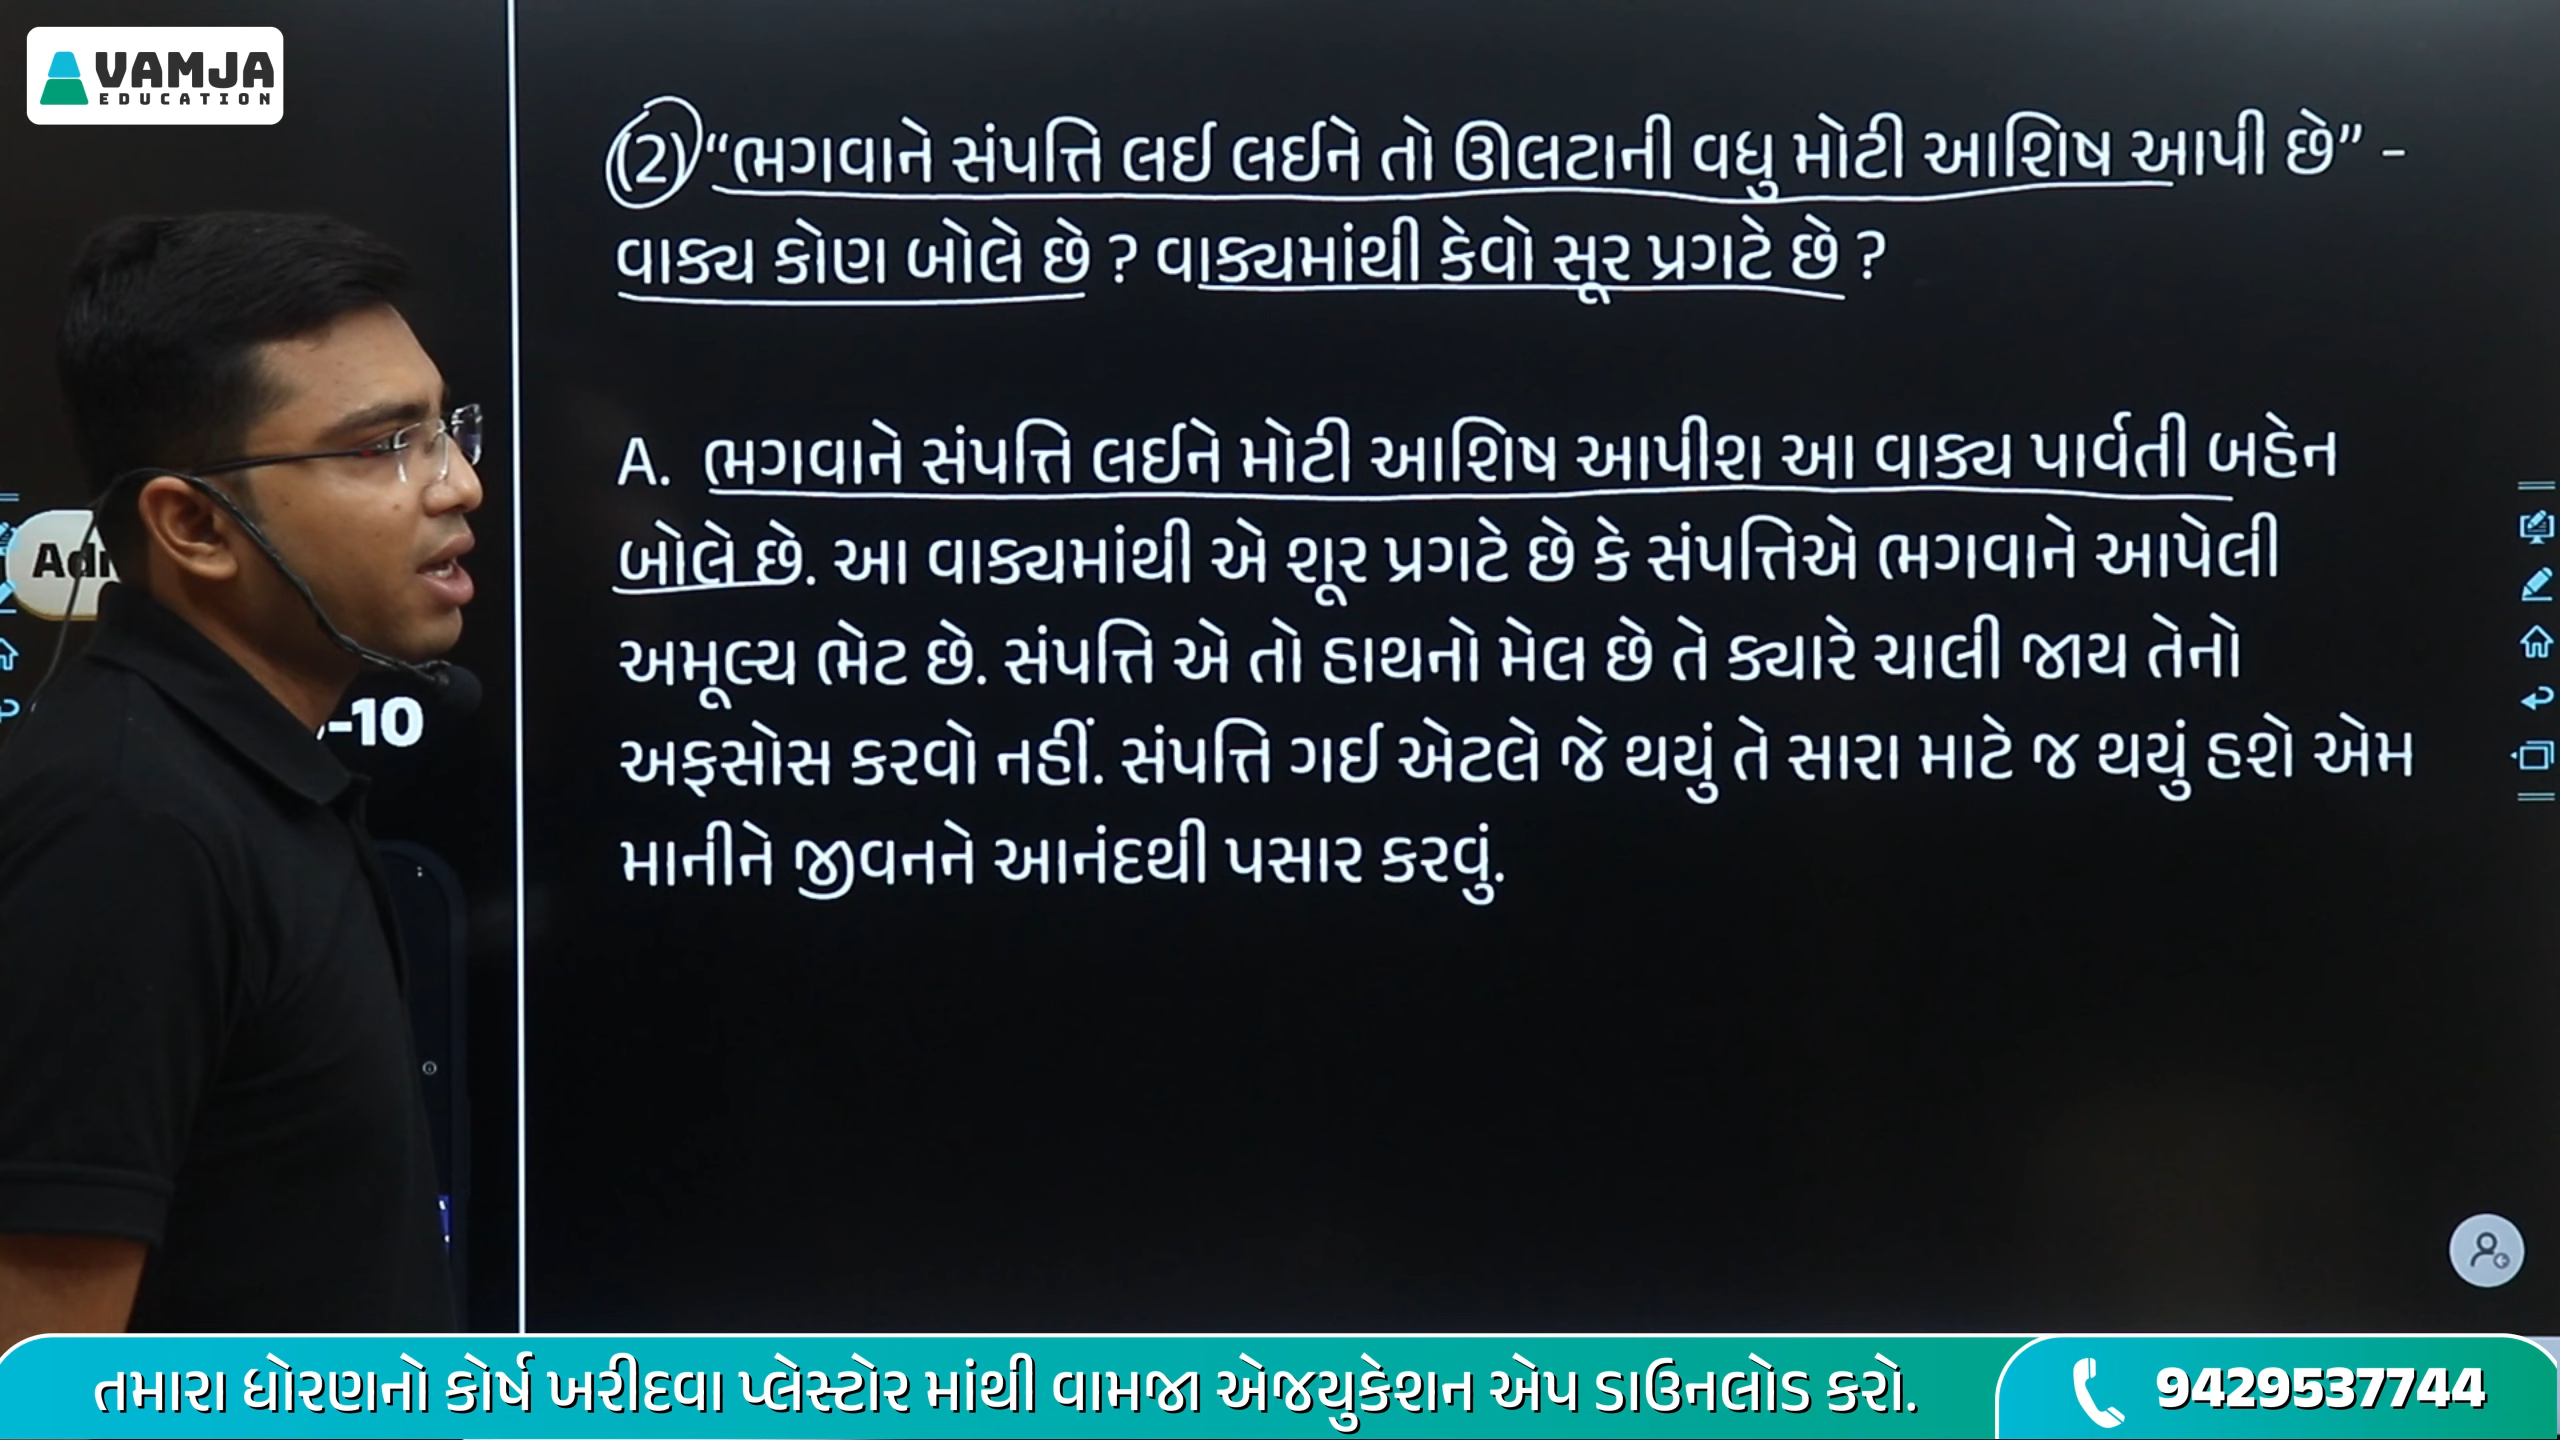 VAMJA
EDUCATION
(2) “ભગવાને સંપત્તિ લઈ લઈને તો ઊલટાની વધુ મોટી આશિષ આપી છે” -
વાક્ય કોણ બોલે છે ? વાક્યમાંથી કેવો સૂર પ્રગટે છે ?
A. ભગવાને સંપત્તિ લઈને મોટી આશિષ આપીશ આ વાક્ય પાર્વતી બહેન
બોલે છે. આ વાક્યમાંથી એ શૂર પ્રગટે છે કે સંપત્તિએ ભગવાને આપેલી
અમૂલ્ય ભેટ છે. સંપત્તિ એ તો હાથનો મેલ છે તે ક્યારે ચાલી જાય તેનો
અફસોસ કરવો નહીં. સંપત્તિ ગઈ એટલે જે થયું તે સારા માટે જ થયું હશે એમ
માનીને જીવનને આનંદથી પસાર કરવું.
-10
તમારા ધોરણનો કોર્ષ ખરીદવા પ્લેસ્ટોર માંથી વામજા એજ્યુકેશન એપ ડાઉનલોડ કરો.
9429537744